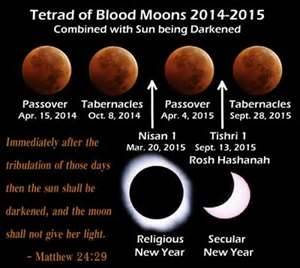 Tetrad of Blood Moons 2014-2015
Combined with Sun being Darkened
Passover Tabernacles Passover Tabernacles
Apr. 15, 2014 Oct. 8, 2014 Apr. 4, 2015 Sept. 28, 2015
Nisan 1 Tishri 1
Mar. 20, 2015 Sept. 13, 2015
Rosh Hashanah
Immediately after the
tribulation of those days
then the sun shall be
darkened, and the moon
shall not give her light.
- Matthew 24:29
Religious Secular
New Year New Year